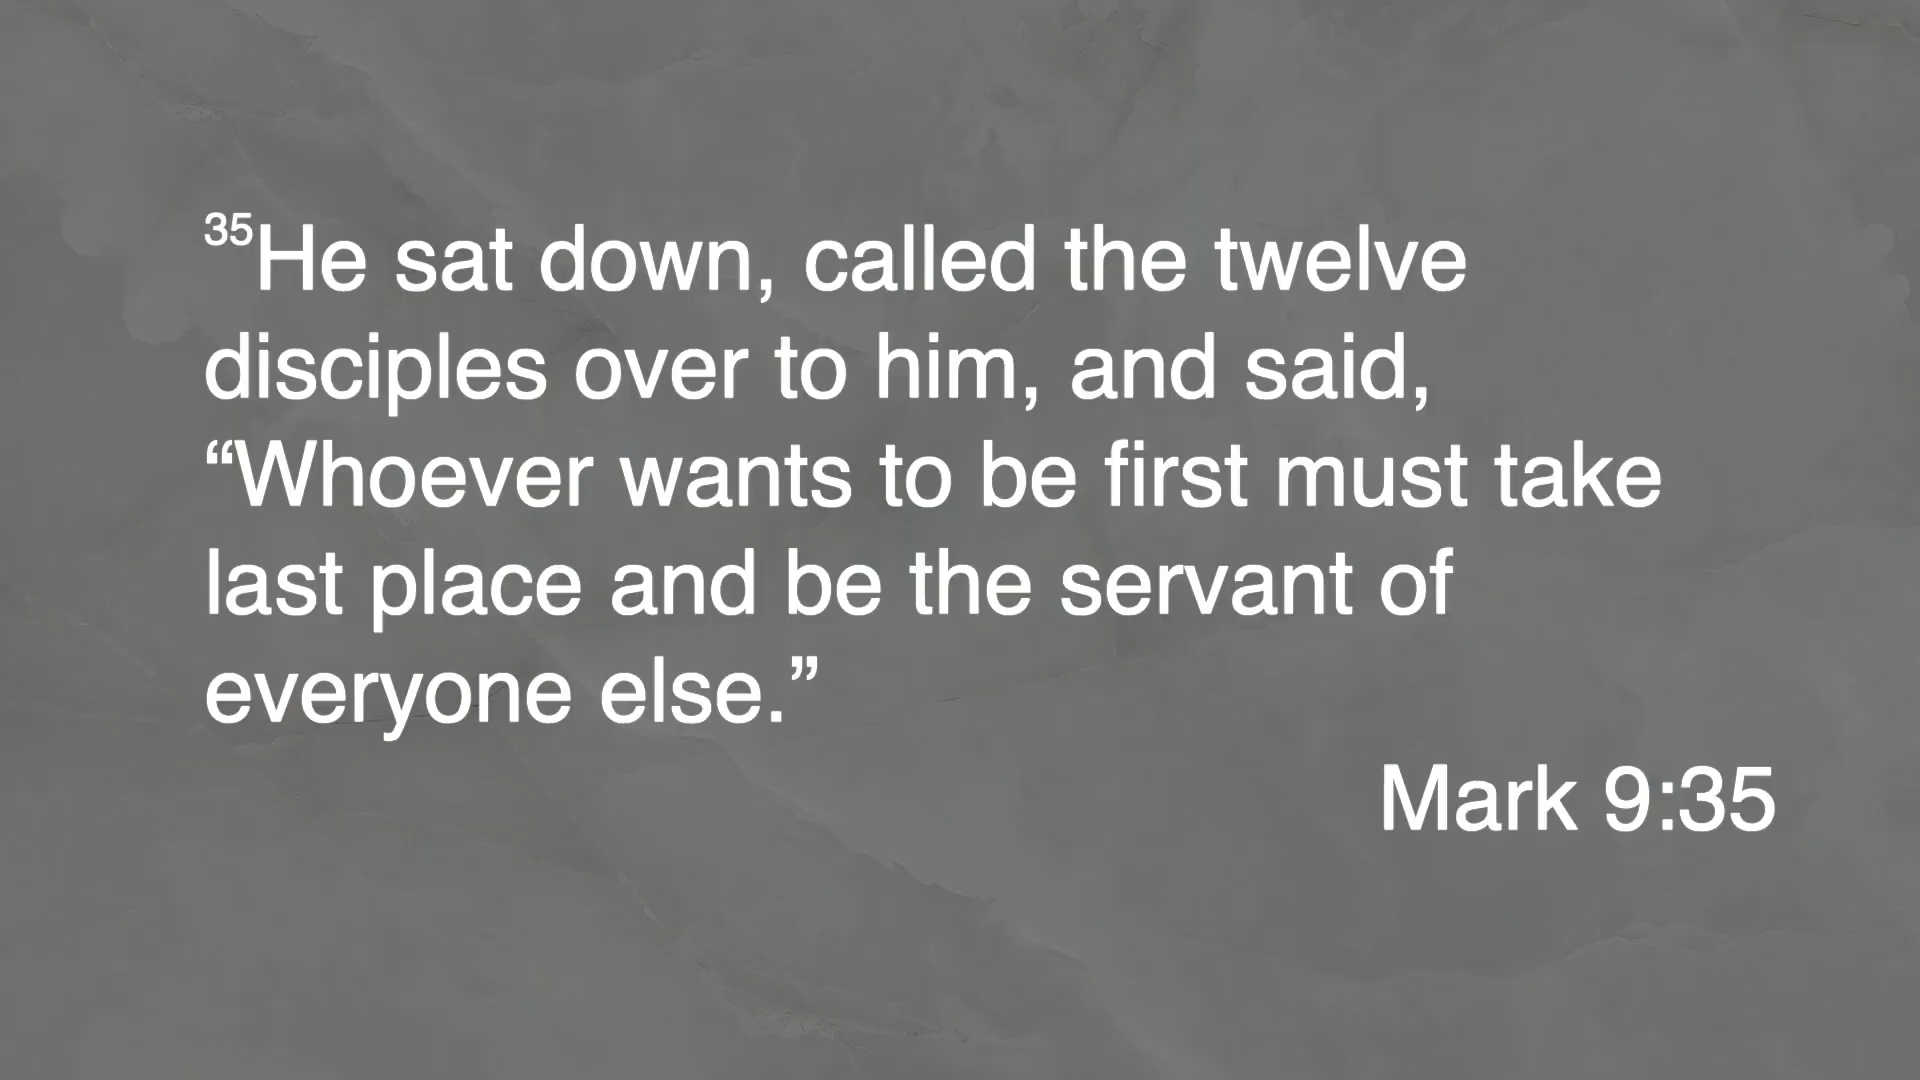 35He sat down, called the twelve
disciples over to him, and said,
“Whoever wants to be first must take
last place and be the servant of
everyone else.”
Mark 9:35